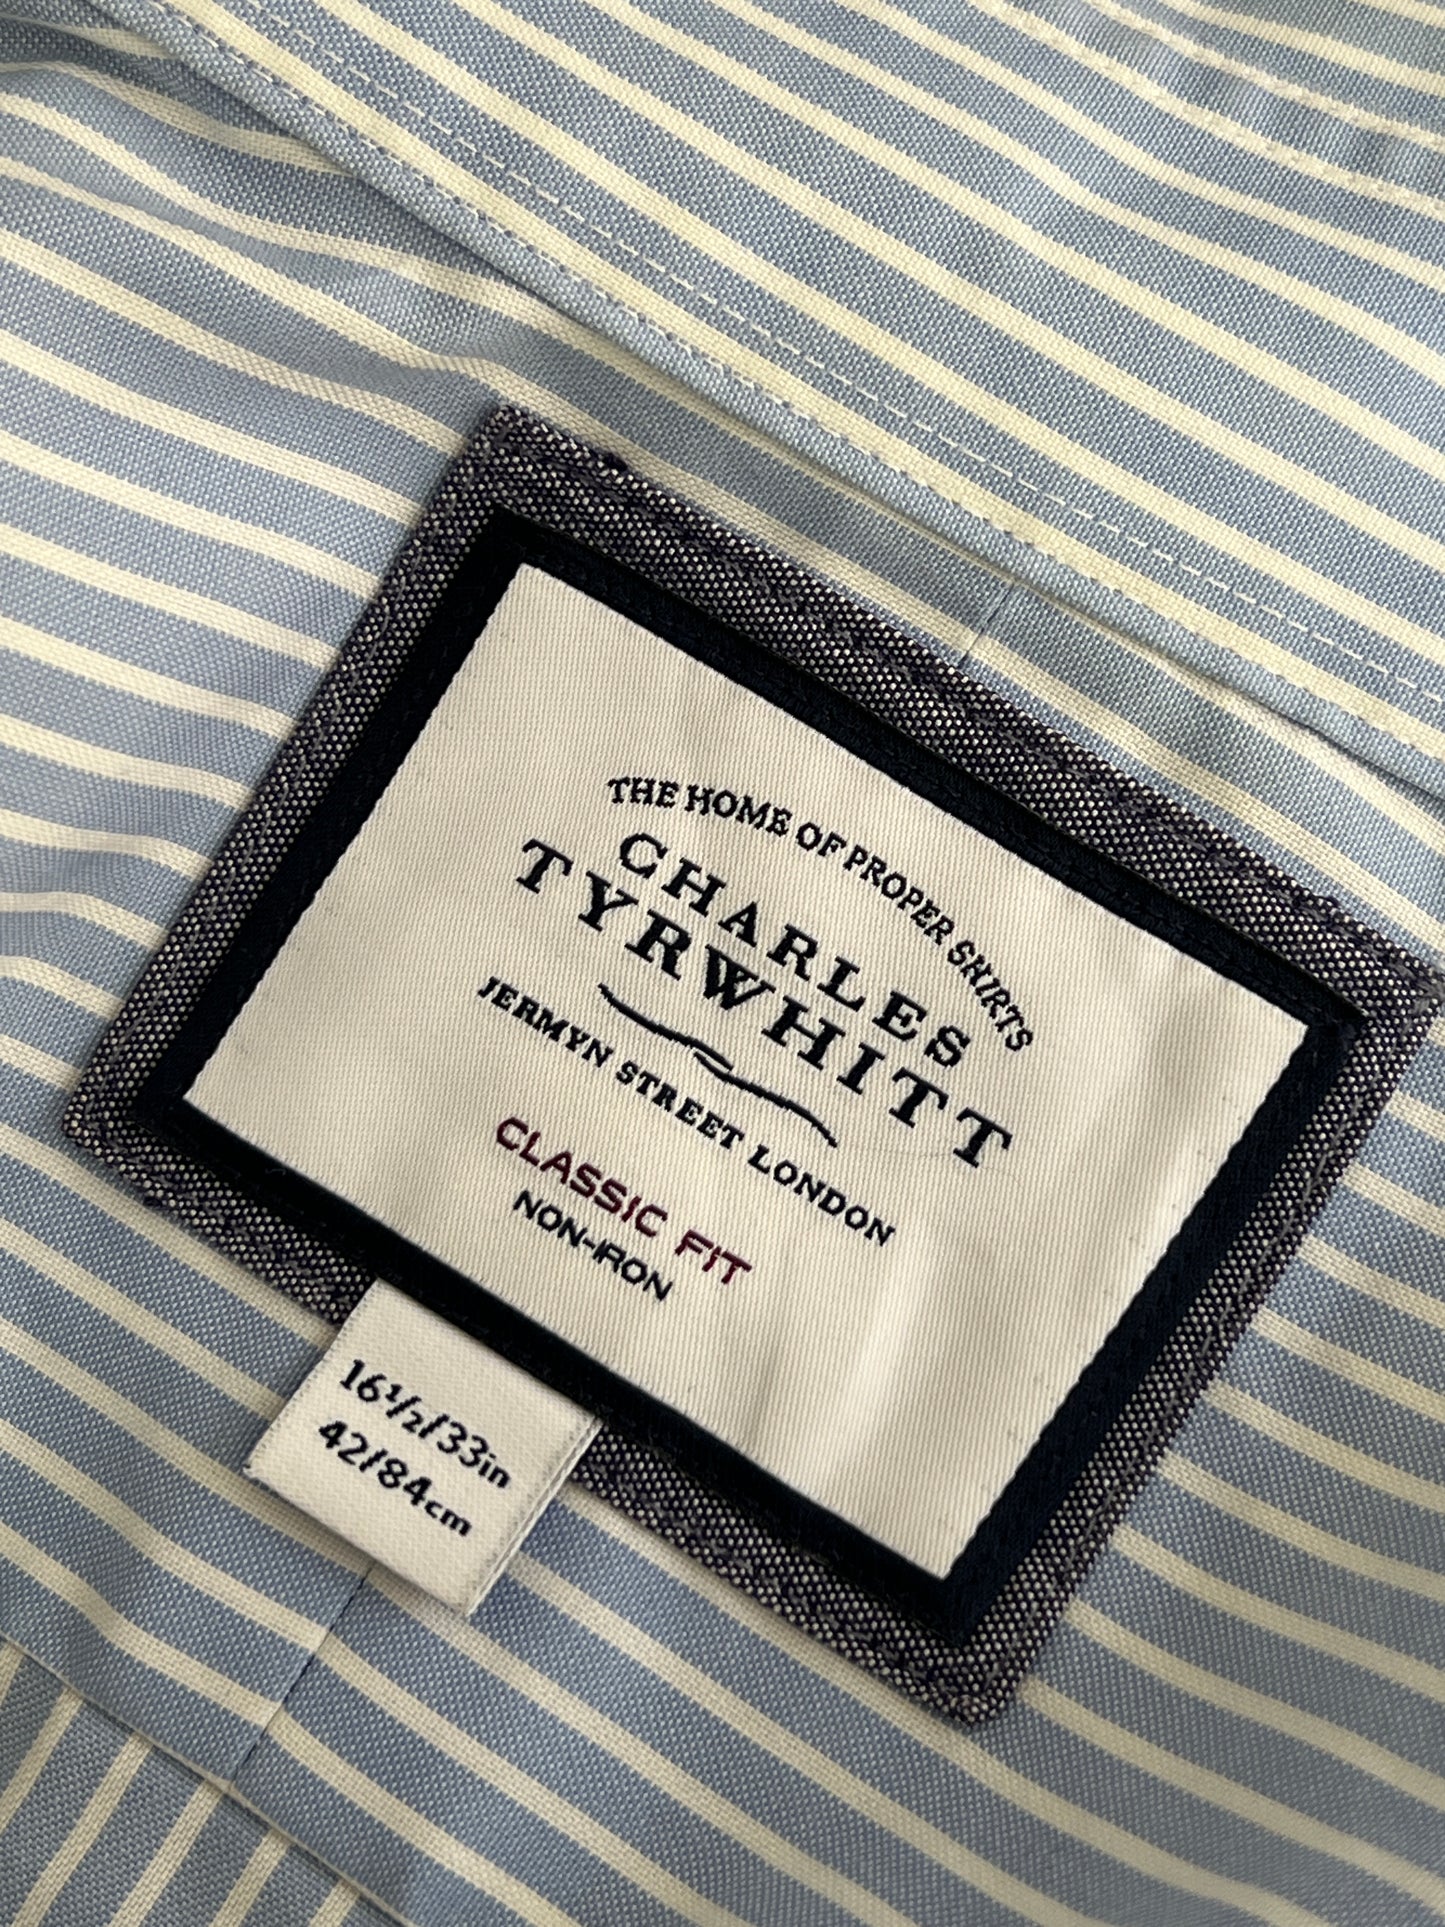 THE HOME OF PROPER SHIRTS
CHARLES
TYRWHITT
JERMYN STREET LONDON
CLASSIC FIT
NON-IRON
16½/33in
42/84cm